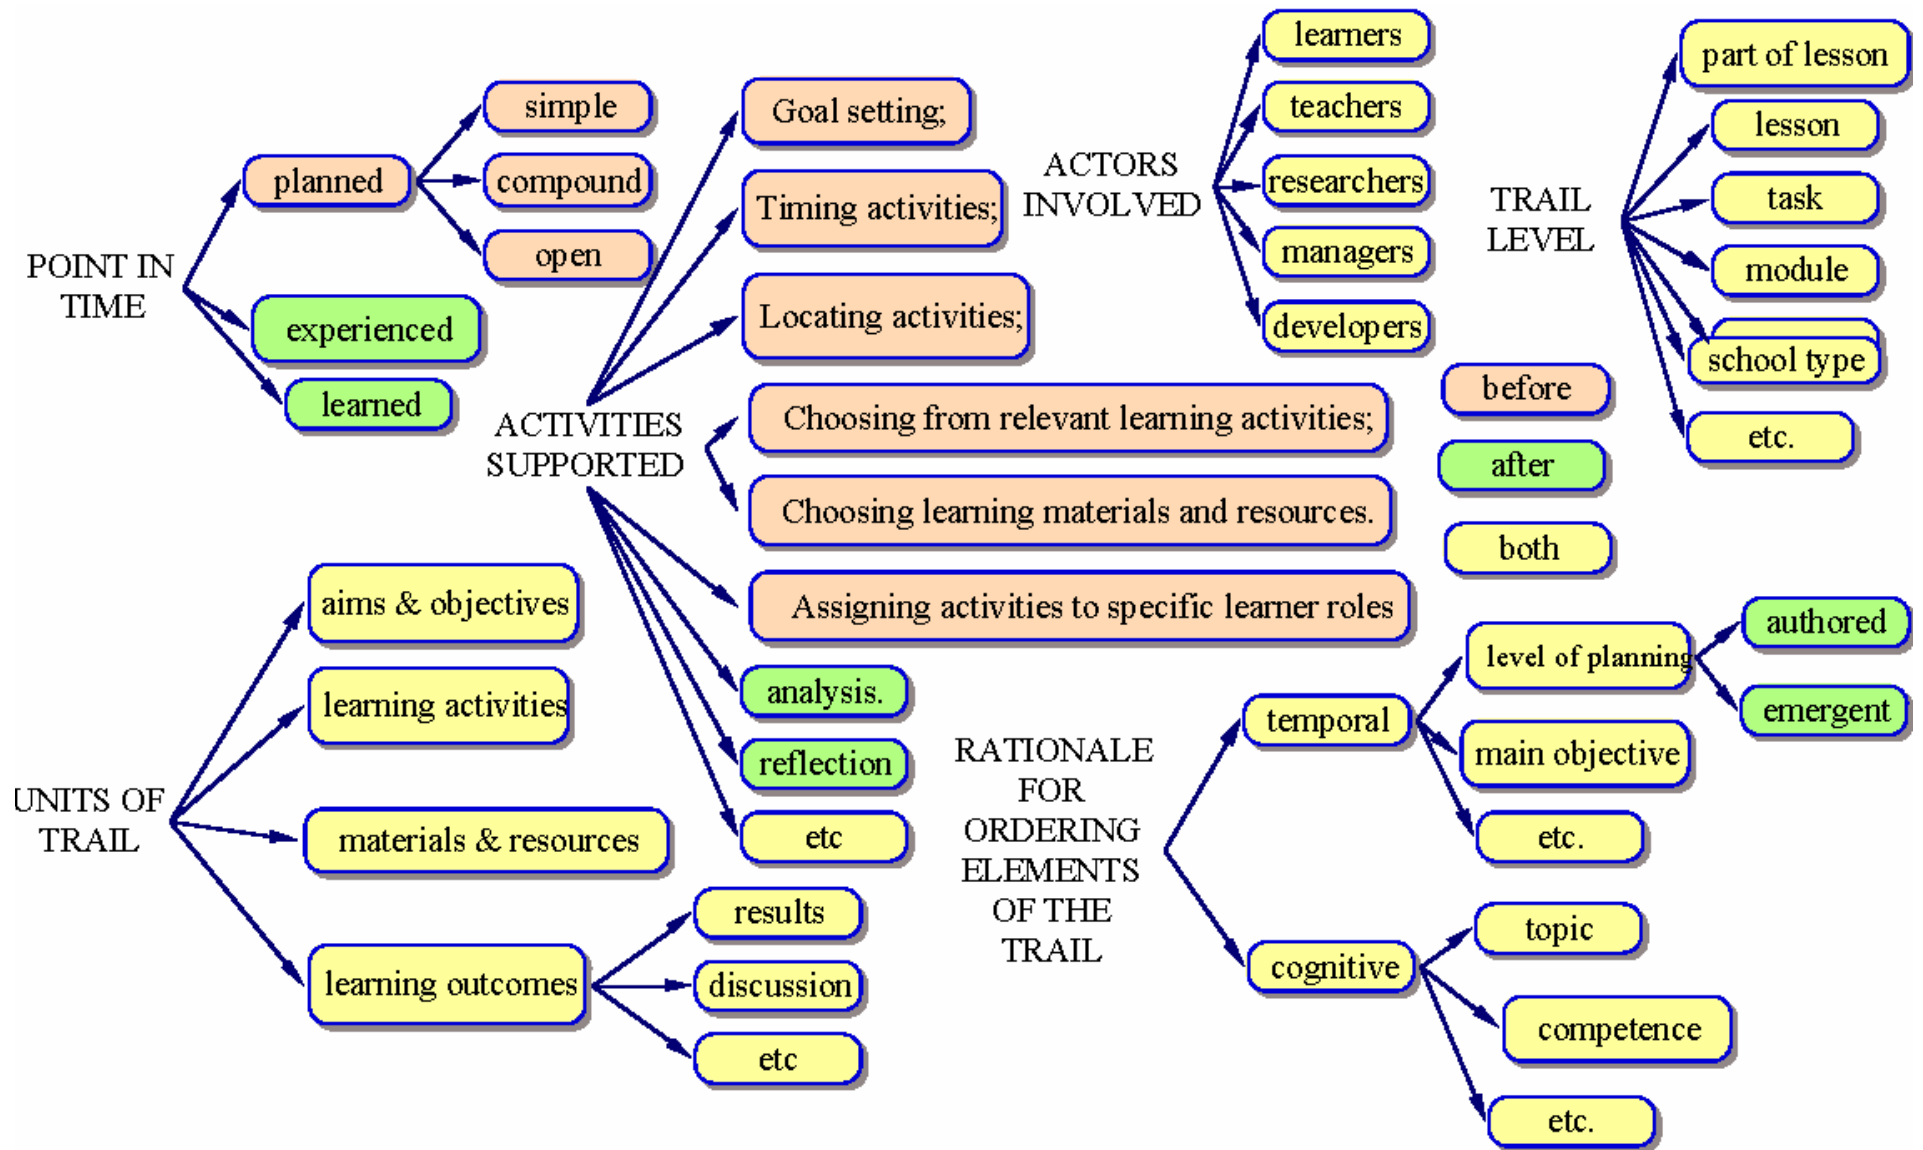 POINT IN
TIME
planned
simple
compound
open
experienced
learned
ACTIVITIES
SUPPORTED
Goal setting;
Timing activities;
Locating activities;
Choosing from relevant learning activities;
Choosing learning materials and resources.
Assigning activities to specific learner roles
analysis.
reflection
etc
ACTORS
INVOLVED
learners
teachers
researchers
managers
developers
TRAIL
LEVEL
part of lesson
lesson
task
module
school type
etc.
before
after
both
UNITS OF
TRAIL
aims & objectives
learning activities
materials & resources
learning outcomes
results
discussion
etc
RATIONALE
FOR
ORDERING
ELEMENTS
OF THE
TRAIL
temporal
level of planning
authored
emergent
main objective
etc.
cognitive
topic
competence
etc.